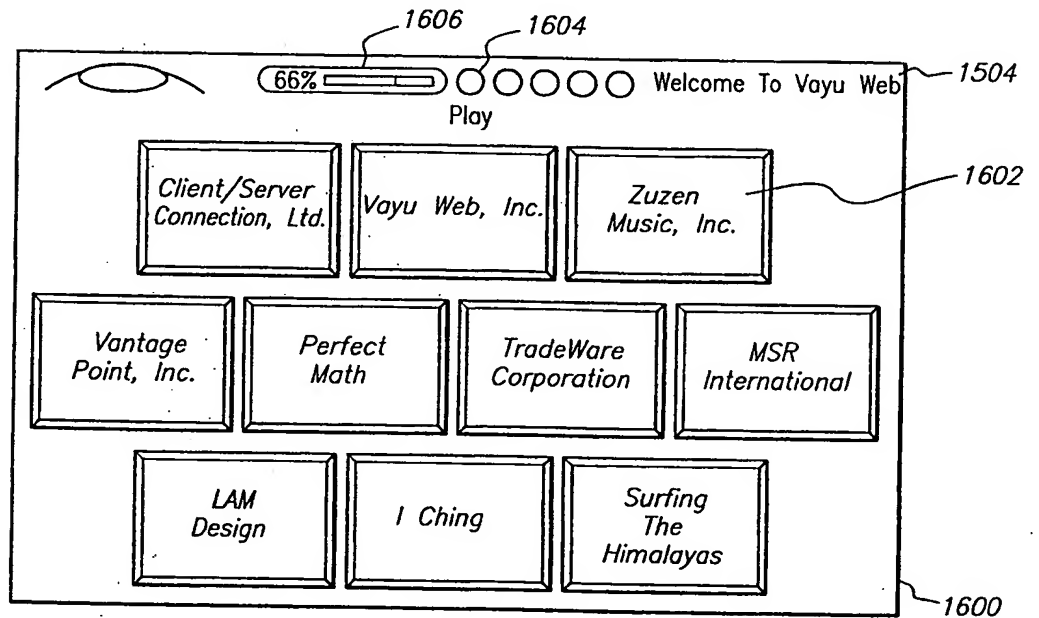 1606
1604
66%
Welcome To Vayu Web
1504
Play
Client/Server
Connection, Ltd.
Vayu Web, Inc.
Zuzen
Music, Inc.
1602
Vantage
Point, Inc.
Perfect
Math
TradeWare
Corporation
MSR
International
LAM
Design
I Ching
Surfing
The
Himalayas
1600